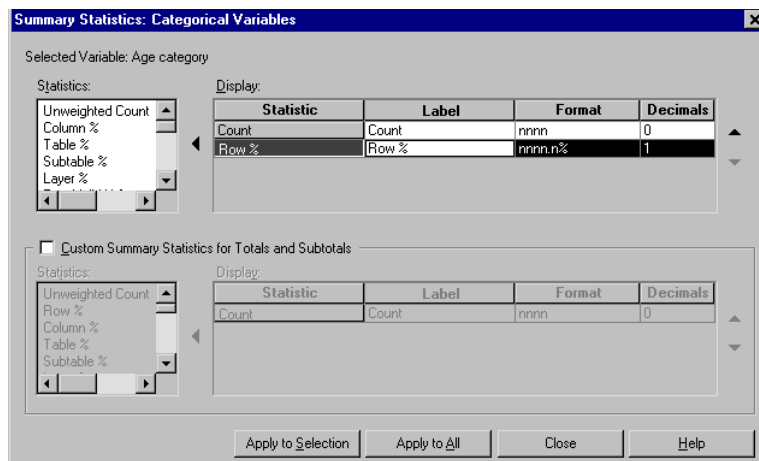 Summary Statistics: Categorical Variables
Selected Variable: Age category
Statistics:
Unweighted Count
Column %
Table %
Subtable %
Layer %
Display:
Statistic Label Format Decimals
Count Count nnnn 0
Row % Row % nnnn.n% 1
Custom Summary Statistics for Totals and Subtotals
Statistics:
Unweighted Count
Row %
Column %
Table %
Subtable %
Display:
Statistic Label Format Decimals
Count Count nnnn 0
Apply to Selection Apply to All Close Help